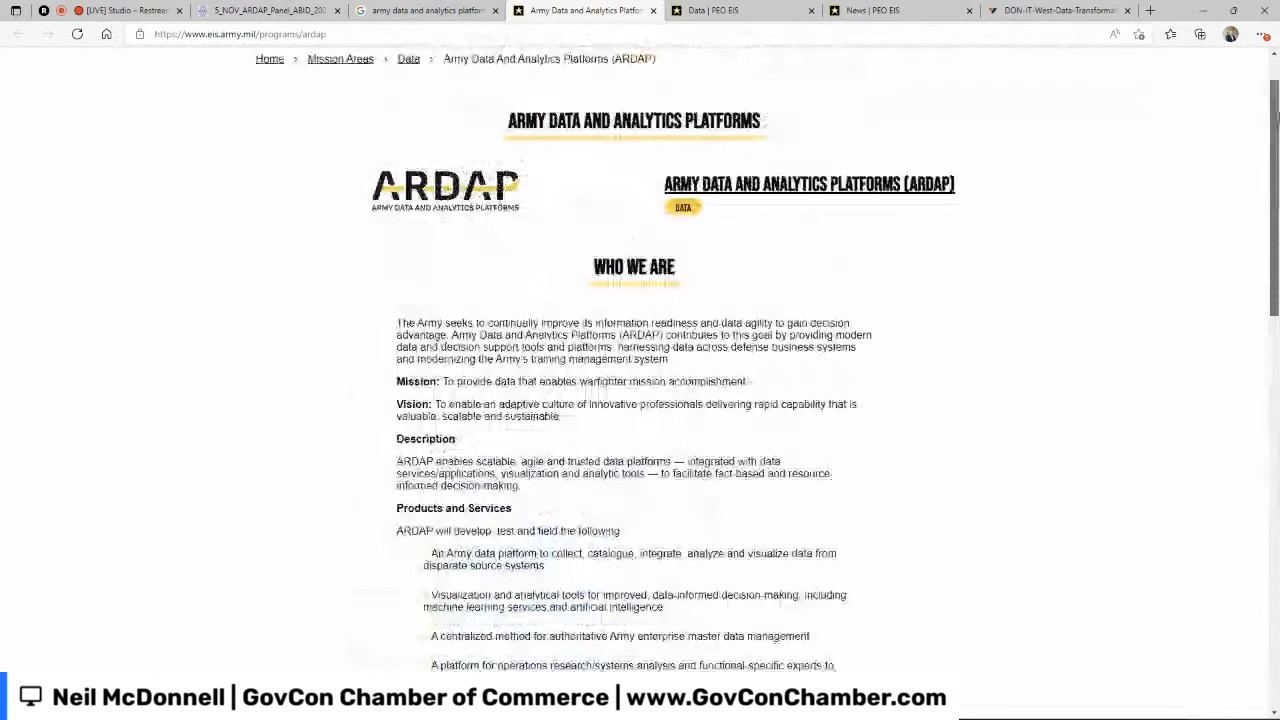 [LIVE] Studio – Restream
S_NOV_ARDAP_Panel_ABID_202
army data and analytics platform
Army Data and Analytics Platfor
Data | PEO EIS
News | PEO EIS
DON-IT-West-Data-Transformat
https://www.eis.army.mil/programs/ardap
Home › Mission Areas › Data › Army Data And Analytics Platforms (ARDAP)
ARMY DATA AND ANALYTICS PLATFORMS
ARDAP
ARMY DATA AND ANALYTICS PLATFORMS
ARMY DATA AND ANALYTICS PLATFORMS (ARDAP)
DATA
WHO WE ARE
The Army seeks to continually improve its information readiness and data agility to gain decision
advantage. Army Data and Analytics Platforms (ARDAP) contributes to this goal by providing modern
data and decision support tools and platforms, harnessing data across defense business systems
and modernizing the Army's training management system.
Mission: To provide data that enables warfighter mission accomplishment
Vision: To enable an adaptive culture of innovative professionals delivering rapid capability that is
valuable, scalable and sustainable.
Description
ARDAP enables scalable, agile and trusted data platforms — integrated with data
services/applications, visualization and analytic tools — to facilitate fact-based and resource-
informed decision-making.
Products and Services
ARDAP will develop, test and field the following
An Army data platform to collect, catalogue, integrate, analyze and visualize data from
disparate source systems
Visualization and analytical tools for improved, data-informed decision-making, including
machine learning services and artificial intelligence
A centralized method for authoritative Army enterprise master data management
A platform for operations research/systems analysis and functional-specific experts to
Neil McDonnell | GovCon Chamber of Commerce | www.GovConChamber.com